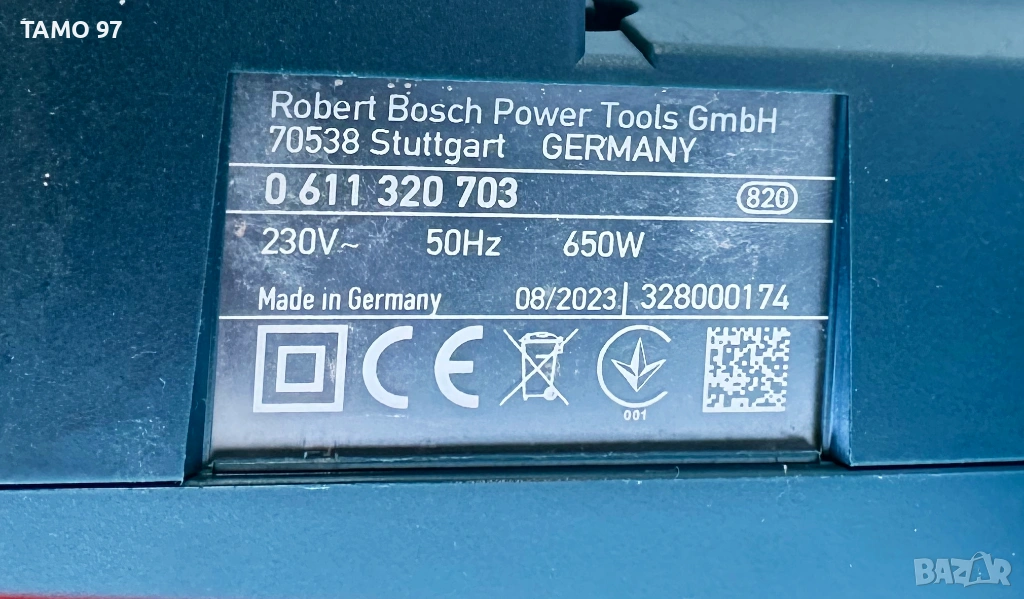 TAMO 97
Robert Bosch Power Tools GmbH
70538 Stuttgart GERMANY
0 611 320 703 820
230V~ 50Hz 650W
Made in Germany 08/2023 | 328000174
CE
001
BAZAR